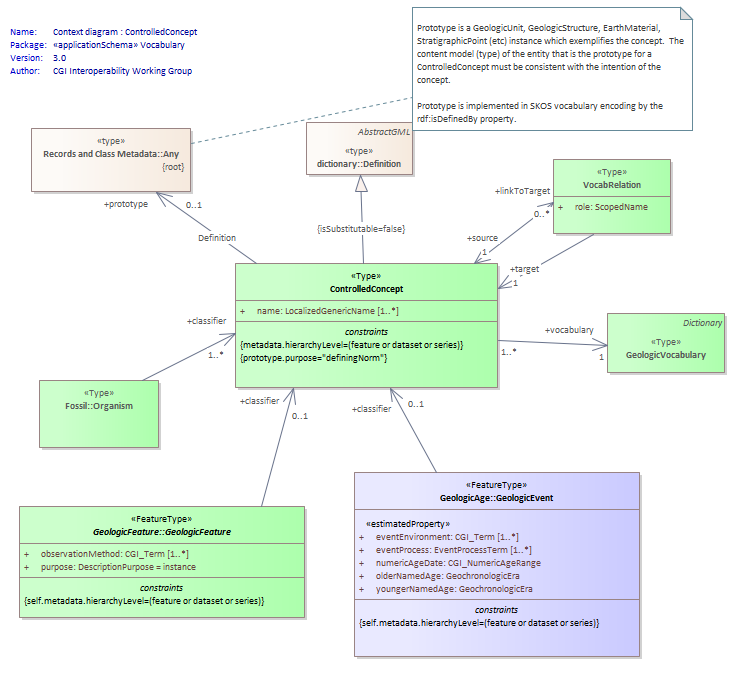 Name: Context diagram : ControlledConcept
Package: «applicationSchema» Vocabulary
Version: 3.0
Author: CGI Interoperability Working Group
Prototype is a GeologicUnit, GeologicStructure, EarthMaterial,
StratigraphicPoint (etc) instance which exemplifies the concept. The
content model (type) of the entity that is the prototype for a
ControlledConcept must be consistent with the intention of the
concept.
Prototype is implemented in SKOS vocabulary encoding by the
rdf:isDefinedBy property.
«type»
Records and Class Metadata::Any
{root}
AbstractGML
«type»
dictionary::Definition
«Type»
VocabRelation
+ role: ScopedName
+prototype
0..1
Definition
{isSubstitutable=false}
+linkToTarget
0..*
+source
1
+target
1
«Type»
ControlledConcept
+ name: LocalizedGenericName [1..*]
constraints
{metadata.hierarchyLevel=(feature or dataset or series)}
{prototype.purpose="definingNorm"}
+classifier
1..*
+vocabulary
1..*
1
Dictionary
«Type»
GeologicVocabulary
«Type»
Fossil::Organism
+classifier
0..1
+classifier
0..1
«FeatureType»
GeologicFeature::GeologicFeature
+ observationMethod: CGI_Term [1..*]
+ purpose: DescriptionPurpose = instance
constraints
{self.metadata.hierarchyLevel=(feature or dataset or series)}
«FeatureType»
GeologicAge::GeologicEvent
«estimatedProperty»
+ eventEnvironment: CGI_Term [1..*]
+ eventProcess: EventProcessTerm [1..*]
+ numericAgeDate: CGI_NumericAgeRange
+ olderNamedAge: GeochronologicEra
+ youngerNamedAge: GeochronologicEra
constraints
{self.metadata.hierarchyLevel=(feature or dataset or series)}